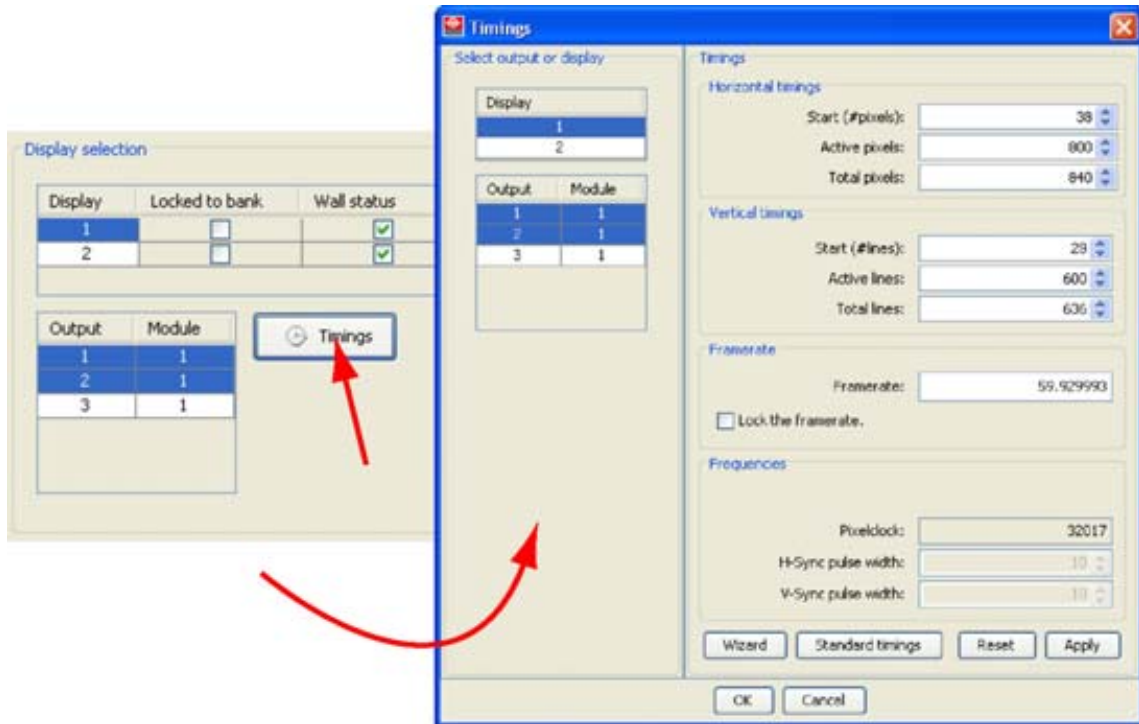 Display selection
Display Locked to bank Wall status
1
2
Output Module
1 1
2 1
3 1
Timings
Timings
Select output or display
Display
1
2
Output Module
1 1
2 1
3 1
Timings
Horizontal timings
Start (#pixels): 38
Active pixels: 800
Total pixels: 840
Vertical timings
Start (#lines): 29
Active lines: 600
Total lines: 636
Framerate
Framerate: 59.929993
Lock the framerate.
Frequencies
Pixelclock: 32017
H-Sync pulse width: 10
V-Sync pulse width: 10
Wizard Standard timings Reset Apply
OK Cancel